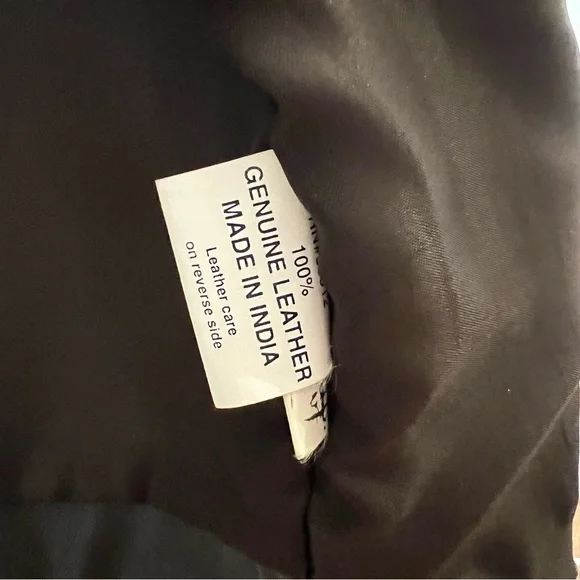 100%
GENUINE LEATHER
MADE IN INDIA
Leather care
on reverse side